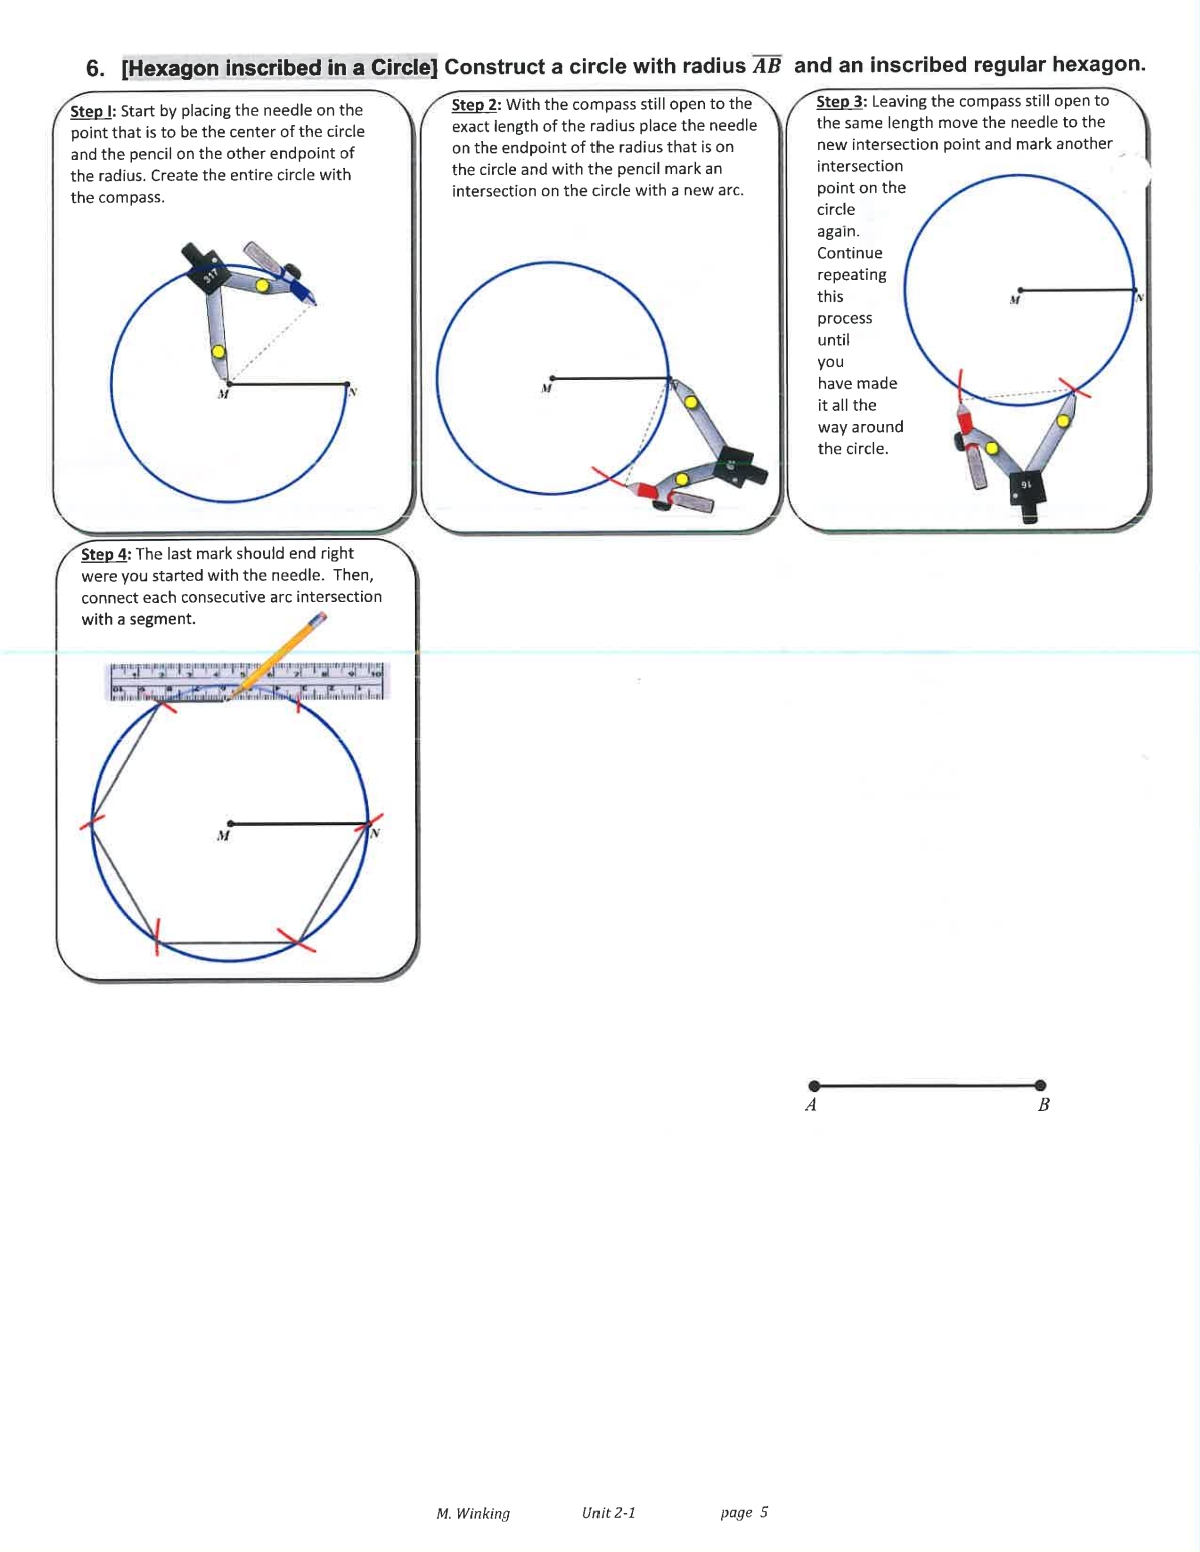 6. [Hexagon inscribed in a Circle] Construct a circle with radius AB and an inscribed regular hexagon.
Step I: Start by placing the needle on the
point that is to be the center of the circle
and the pencil on the other endpoint of
the radius. Create the entire circle with
the compass.
317
M
N
Step 2: With the compass still open to the
exact length of the radius place the needle
on the endpoint of the radius that is on
the circle and with the pencil mark an
intersection on the circle with a new arc.
M
Step 3: Leaving the compass still open to
the same length move the needle to the
new intersection point and mark another
intersection
point on the
circle
again.
Continue
repeating
this
process
until
you
have made
it all the
way around
the circle.
M
N
Step 4: The last mark should end right
were you started with the needle. Then,
connect each consecutive arc intersection
with a segment.
M
N
A
B
M. Winking Unit 2-1 page 5